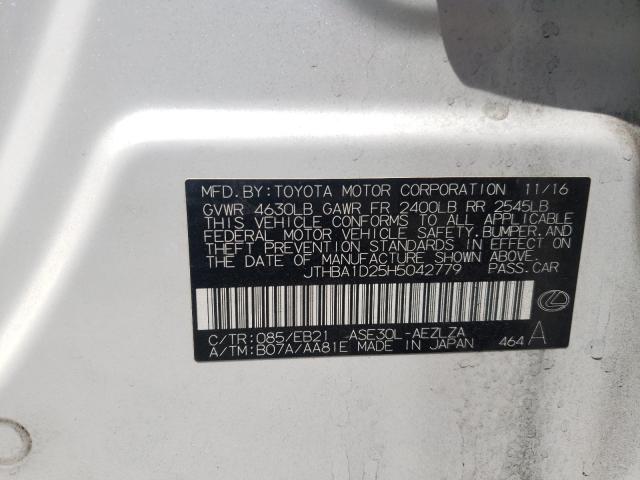 MFD.BY:TOYOTA MOTOR CORPORATION 11/16
GVWR 4630LB GAWR FR 2400LB RR 2545LB
THIS VEHICLE CONFORMS TO ALL APPLICABLE
FEDERAL MOTOR VEHICLE SAFETY,BUMPER,AND
THEFT PREVENTION STANDARDS IN EFFECT ON
THE DATE OF MANUFACTURE SHOWN ABOVE.
JTHBA1D25H5042779 PASS.CAR
C/TR:085/EB21 ASE30L-AEZLZA
A/TM:B07A/AA81E MADE IN JAPAN 464 A